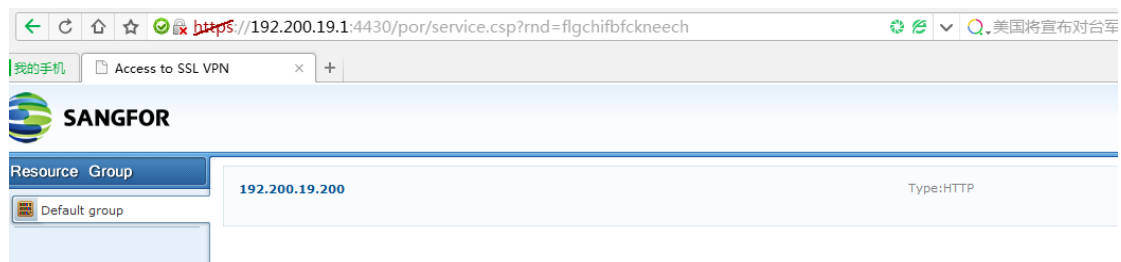 https://192.200.19.1:4430/por/service.csp?rnd=flgchifbfckneech 美国将宣布对台军
我的手机 Access to SSL VPN × +
SANGFOR
Resource Group
192.200.19.200 Type:HTTP
Default group